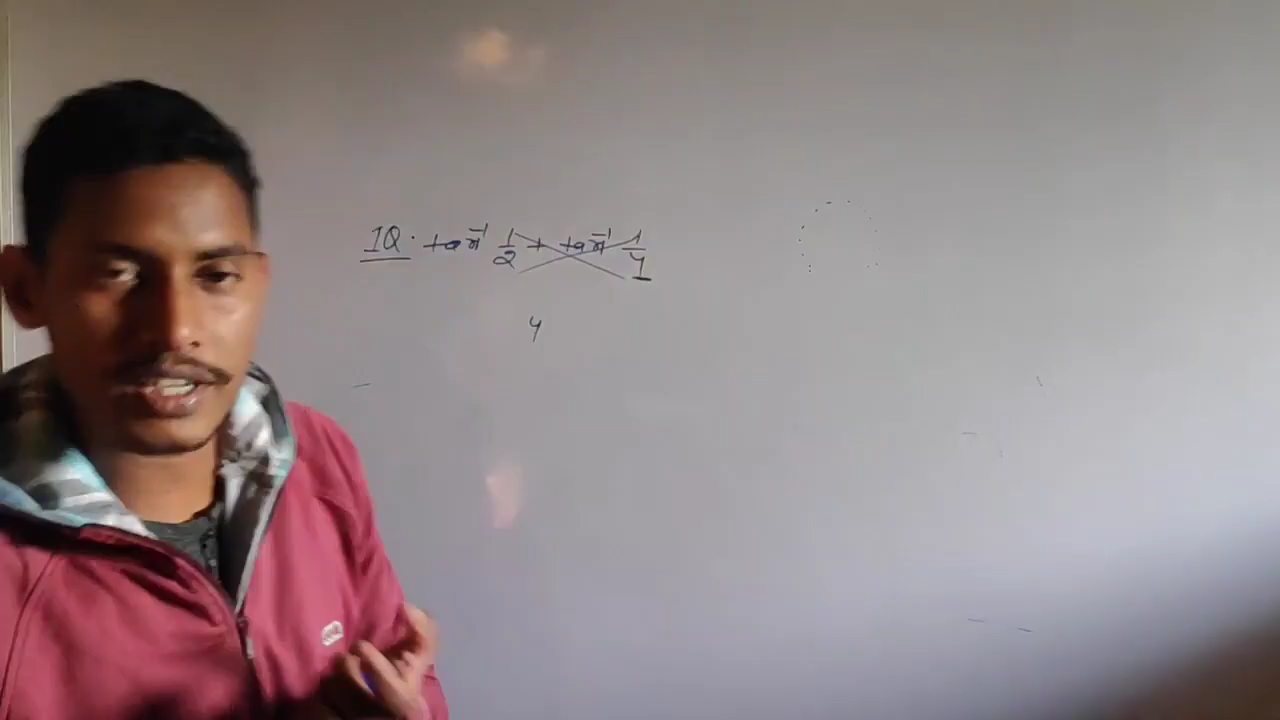 1Q. tan⁻¹ 1/2 + tan⁻¹ 1/4
4